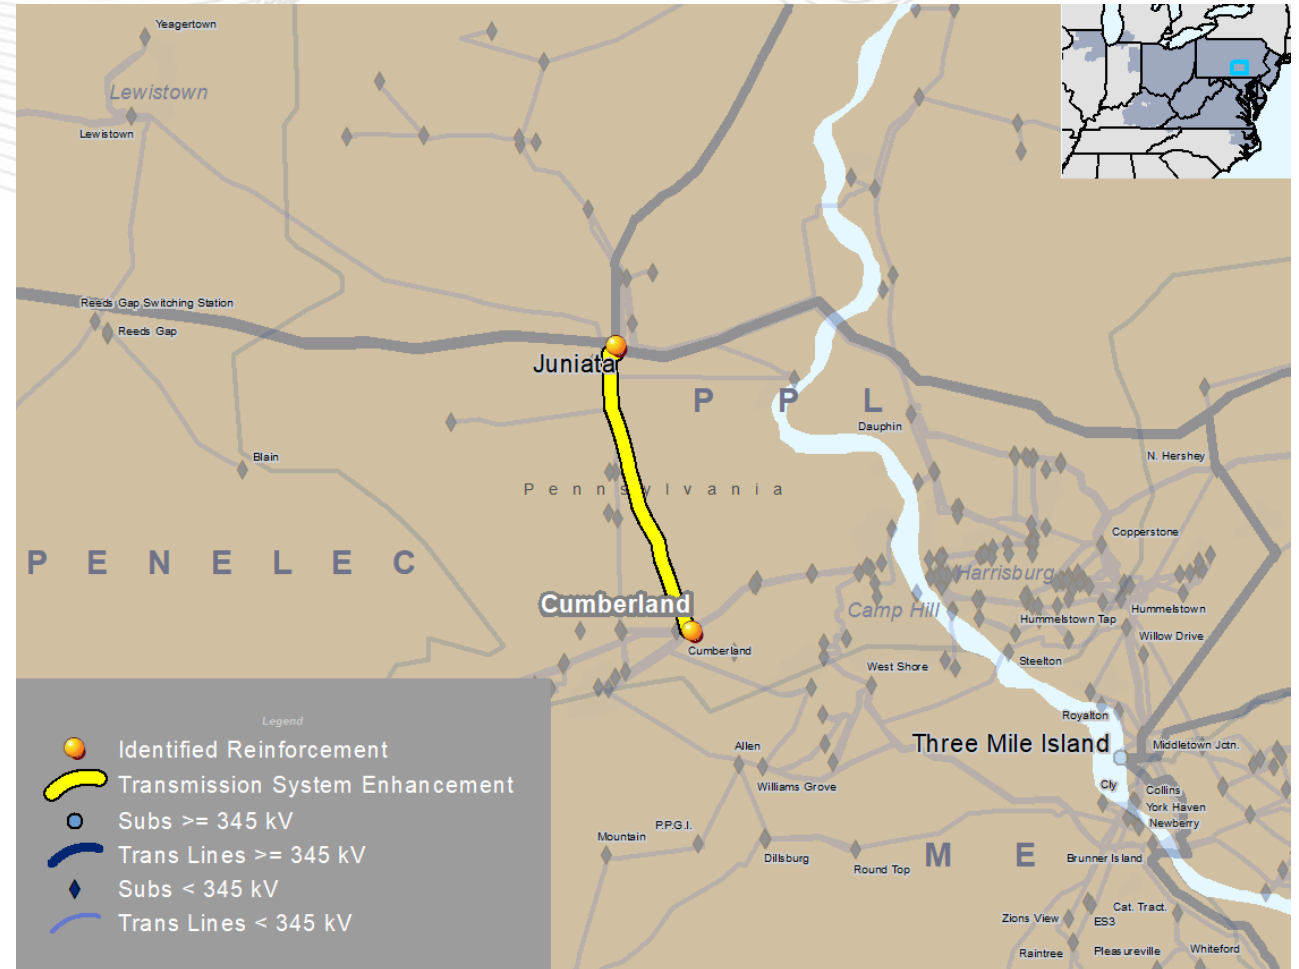 Yeagertown
Lewistown
Lewistown
Reeds Gap Switching Station
Reeds Gap
Juniata
P P L
Dauphin
Blain
N. Hershey
Pennsylvania
Copperstone
P E N E L E C
Harrisburg
Cumberland
Camp Hill
Hummelstown
Hummelstown Tap
Willow Drive
Cumberland
Steelton
West Shore
Royalton
Three Mile Island
Middletown Jctn.
Allen
Williams Grove
Cly
Collins
York Haven
Newberry
P.P.G.I.
Mountain
Dillsburg
M E
Brunner Island
Round Top
Cat. Tract.
Zions View
ES3
Raintree
Pleasureville
Whiteford
Legend
Identified Reinforcement
Transmission System Enhancement
Subs >= 345 kV
Trans Lines >= 345 kV
Subs < 345 kV
Trans Lines < 345 kV